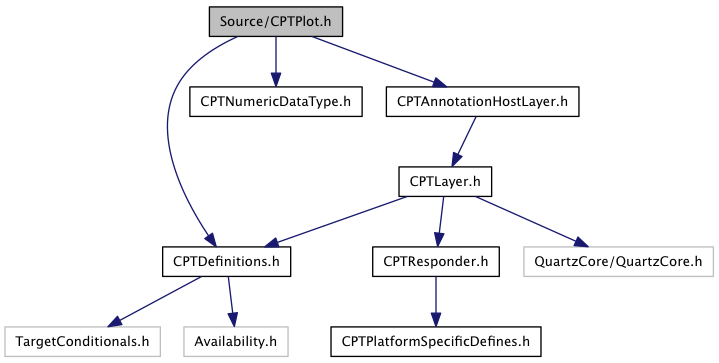 Source/CPTPlot.h
CPTNumericDataType.h
CPTAnnotationHostLayer.h
CPTLayer.h
CPTDefinitions.h
CPTResponder.h
QuartzCore/QuartzCore.h
TargetConditionals.h
Availability.h
CPTPlatformSpecificDefines.h